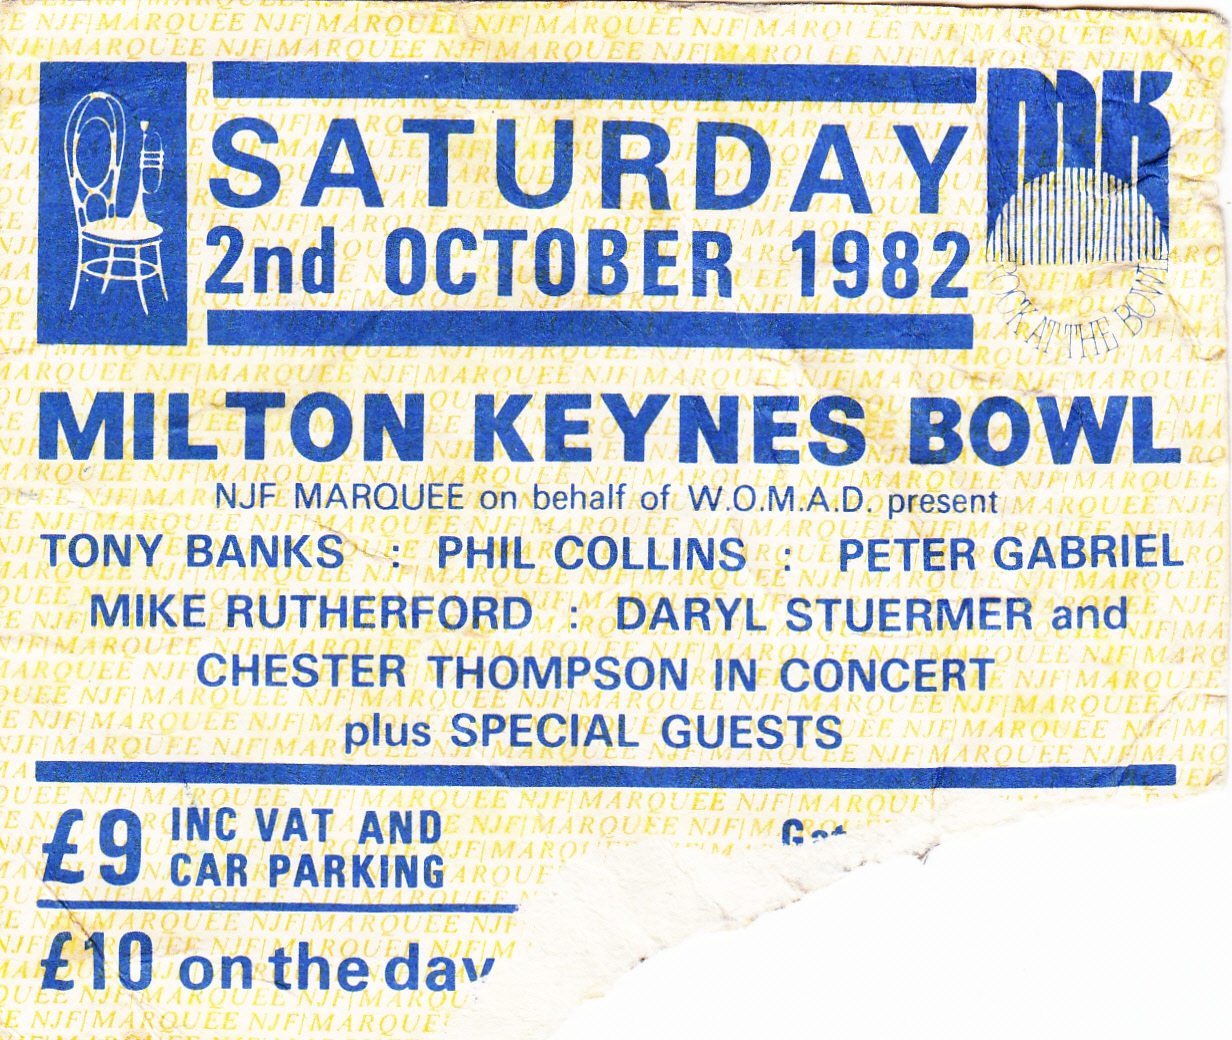 SATURDAY
2nd OCTOBER 1982
MK
ROCK AT THE BOWL
MILTON KEYNES BOWL
NJF MARQUEE on behalf of W.O.M.A.D. present
TONY BANKS : PHIL COLLINS : PETER GABRIEL
MIKE RUTHERFORD : DARYL STUERMER and
CHESTER THOMPSON IN CONCERT
plus SPECIAL GUESTS
£9 INC VAT AND
CAR PARKING
£10 on the day